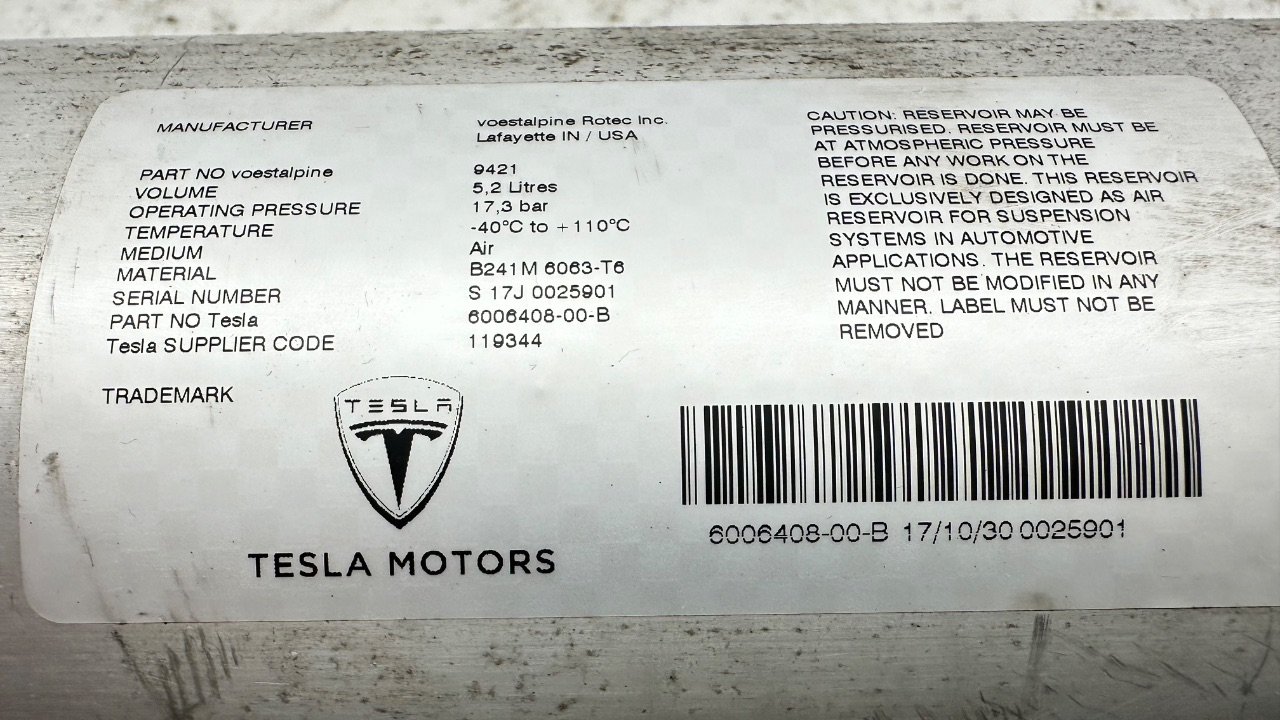 MANUFACTURER voestalpine Rotec Inc.
Lafayette IN / USA
PART NO voestalpine 9421
VOLUME 5,2 Litres
OPERATING PRESSURE 17,3 bar
TEMPERATURE -40°C to +110°C
MEDIUM Air
MATERIAL B241M 6063-T6
SERIAL NUMBER S 17J 0025901
PART NO Tesla 6006408-00-B
Tesla SUPPLIER CODE 119344
TRADEMARK
TESLA
TESLA MOTORS
CAUTION: RESERVOIR MAY BE
PRESSURISED. RESERVOIR MUST BE
AT ATMOSPHERIC PRESSURE
BEFORE ANY WORK ON THE
RESERVOIR IS DONE. THIS RESERVOIR
IS EXCLUSIVELY DESIGNED AS AIR
RESERVOIR FOR SUSPENSION
SYSTEMS IN AUTOMOTIVE
APPLICATIONS. THE RESERVOIR
MUST NOT BE MODIFIED IN ANY
MANNER. LABEL MUST NOT BE
REMOVED
6006408-00-B 17/10/30 0025901